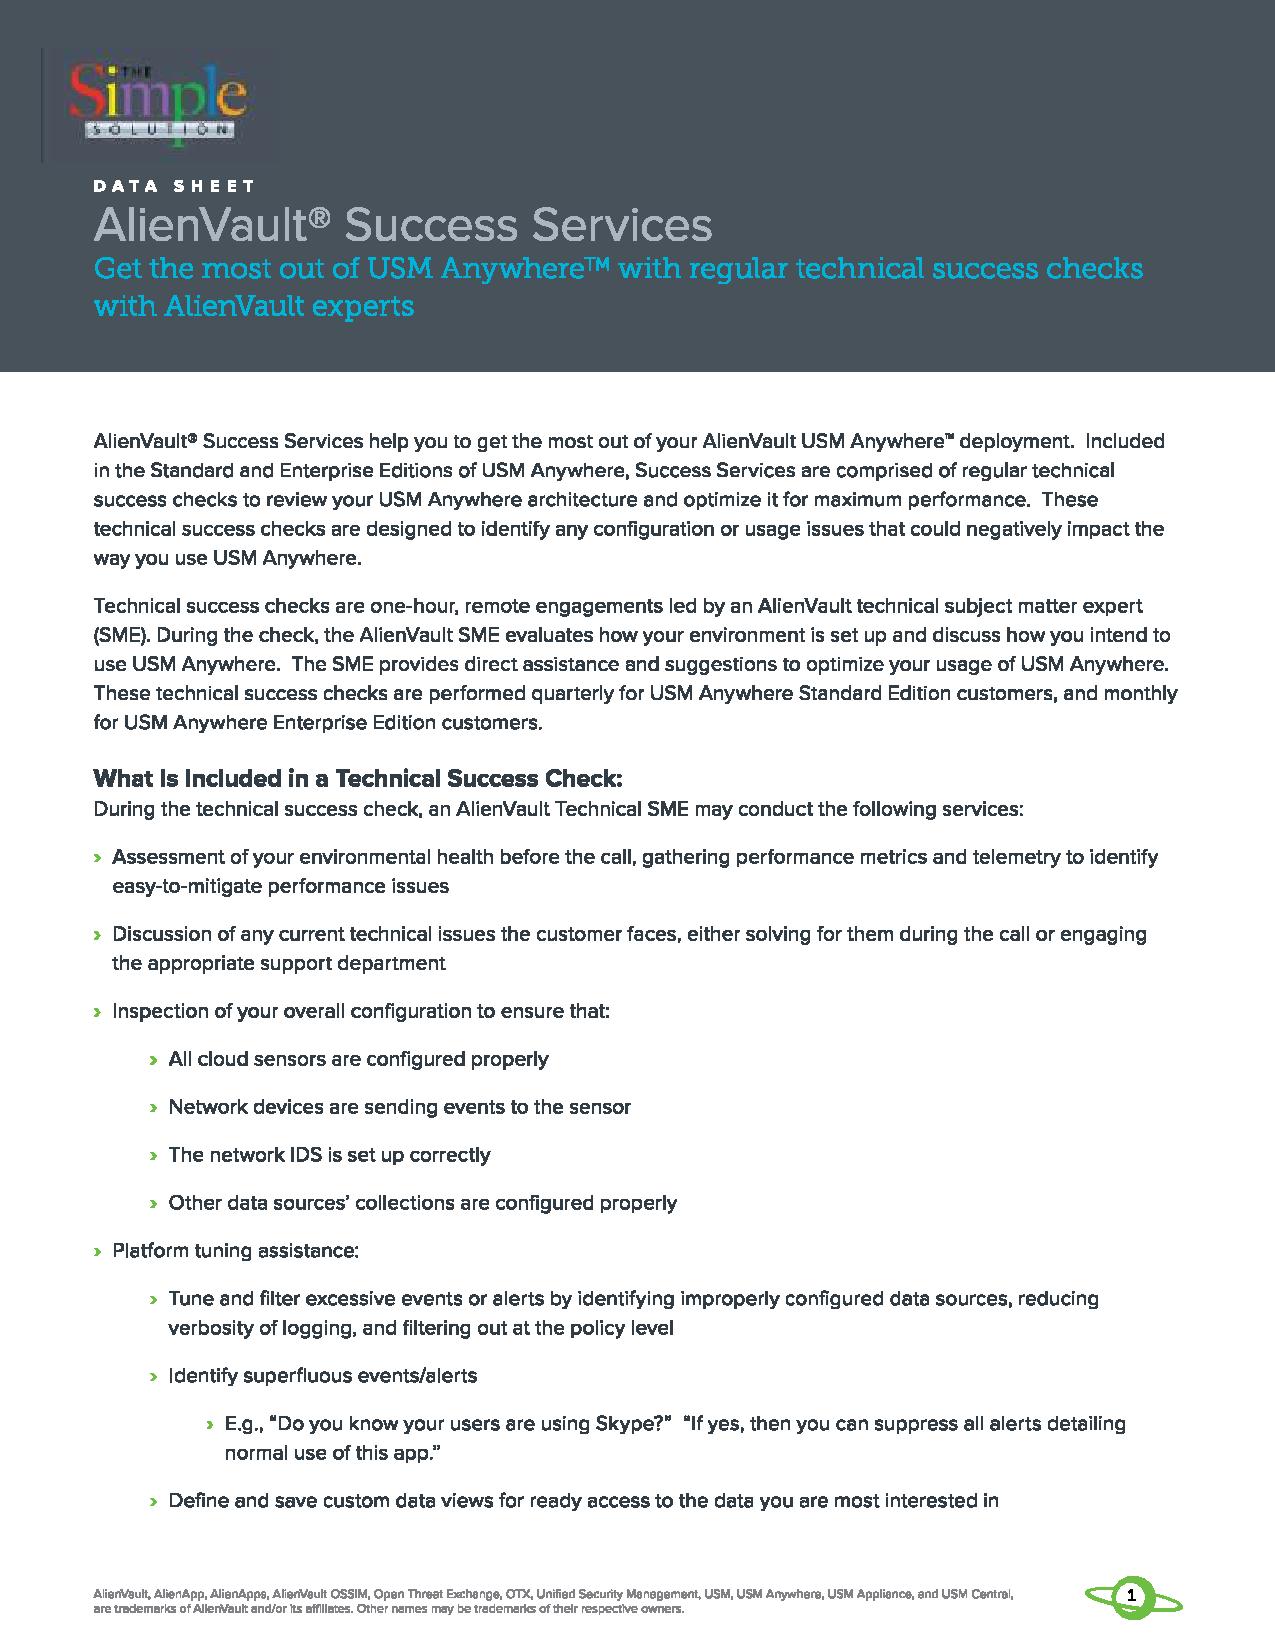 THE
Simple
SOLUTION
DATA SHEET
AlienVault® Success Services
Get the most out of USM Anywhere™ with regular technical success checks
with AlienVault experts
AlienVault® Success Services help you to get the most out of your AlienVault USM Anywhere™ deployment.  Included
in the Standard and Enterprise Editions of USM Anywhere, Success Services are comprised of regular technical
success checks to review your USM Anywhere architecture and optimize it for maximum performance.  These
technical success checks are designed to identify any configuration or usage issues that could negatively impact the
way you use USM Anywhere.
Technical success checks are one-hour, remote engagements led by an AlienVault technical subject matter expert
(SME). During the check, the AlienVault SME evaluates how your environment is set up and discuss how you intend to
use USM Anywhere.  The SME provides direct assistance and suggestions to optimize your usage of USM Anywhere.
These technical success checks are performed quarterly for USM Anywhere Standard Edition customers, and monthly
for USM Anywhere Enterprise Edition customers.
What Is Included in a Technical Success Check:
During the technical success check, an AlienVault Technical SME may conduct the following services:
› Assessment of your environmental health before the call, gathering performance metrics and telemetry to identify
easy-to-mitigate performance issues
› Discussion of any current technical issues the customer faces, either solving for them during the call or engaging
the appropriate support department
› Inspection of your overall configuration to ensure that:
› All cloud sensors are configured properly
› Network devices are sending events to the sensor
› The network IDS is set up correctly
› Other data sources’ collections are configured properly
› Platform tuning assistance:
› Tune and filter excessive events or alerts by identifying improperly configured data sources, reducing
verbosity of logging, and filtering out at the policy level
› Identify superfluous events/alerts
› E.g., “Do you know your users are using Skype?”  “If yes, then you can suppress all alerts detailing
normal use of this app.”
› Define and save custom data views for ready access to the data you are most interested in
AlienVault, AlienApp, AlienApps, AlienVault OSSIM, Open Threat Exchange, OTX, Unified Security Management, USM, USM Anywhere, USM Appliance, and USM Central,
are trademarks of AlienVault and/or its affiliates. Other names may be trademarks of their respective owners.
1